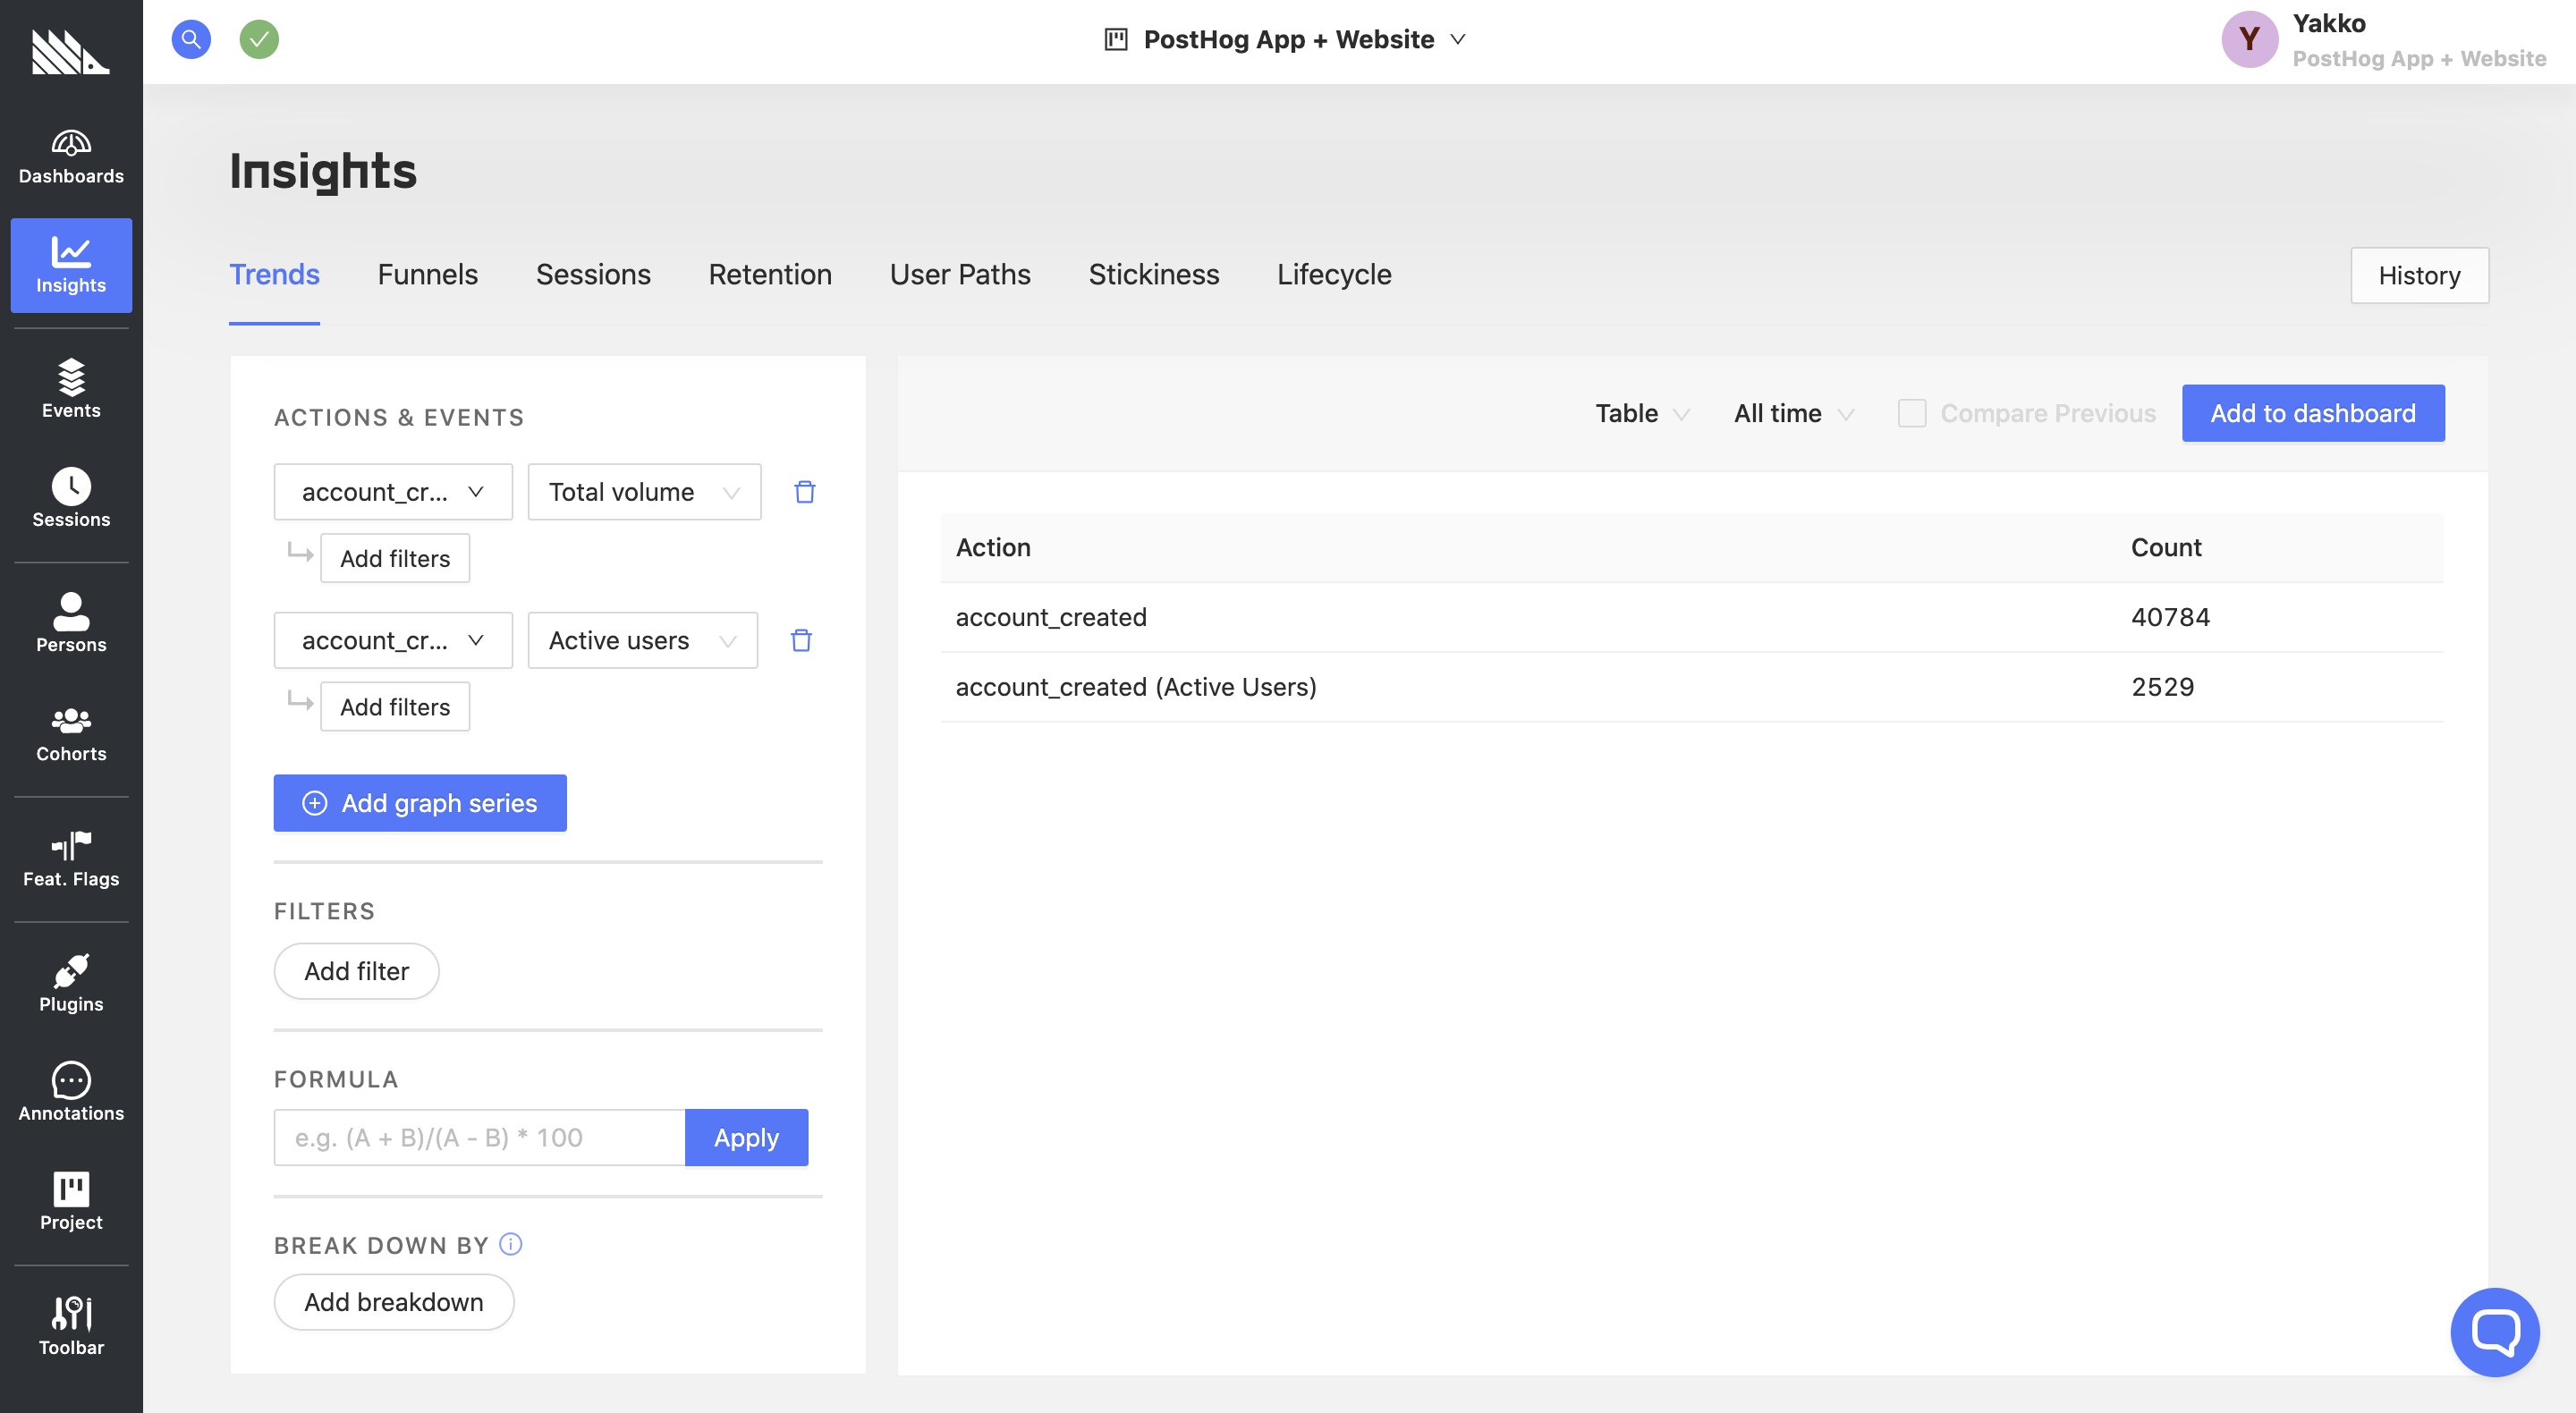 PostHog App + Website
Y
Yakko
PostHog App + Website
Dashboards
Insights
Events
Sessions
Persons
Cohorts
Feat. Flags
Plugins
Annotations
Project
Toolbar
Insights
Trends Funnels Sessions Retention User Paths Stickiness Lifecycle
History
ACTIONS & EVENTS
account_cr... Total volume
Add filters
account_cr... Active users
Add filters
Add graph series
FILTERS
Add filter
FORMULA
e.g. (A + B)/(A - B) * 100 Apply
BREAK DOWN BY
Add breakdown
Table All time Compare Previous Add to dashboard
Action Count
account_created 40784
account_created (Active Users) 2529